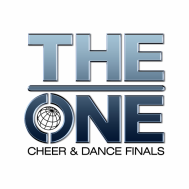 THE
ONE
CHEER & DANCE FINALS